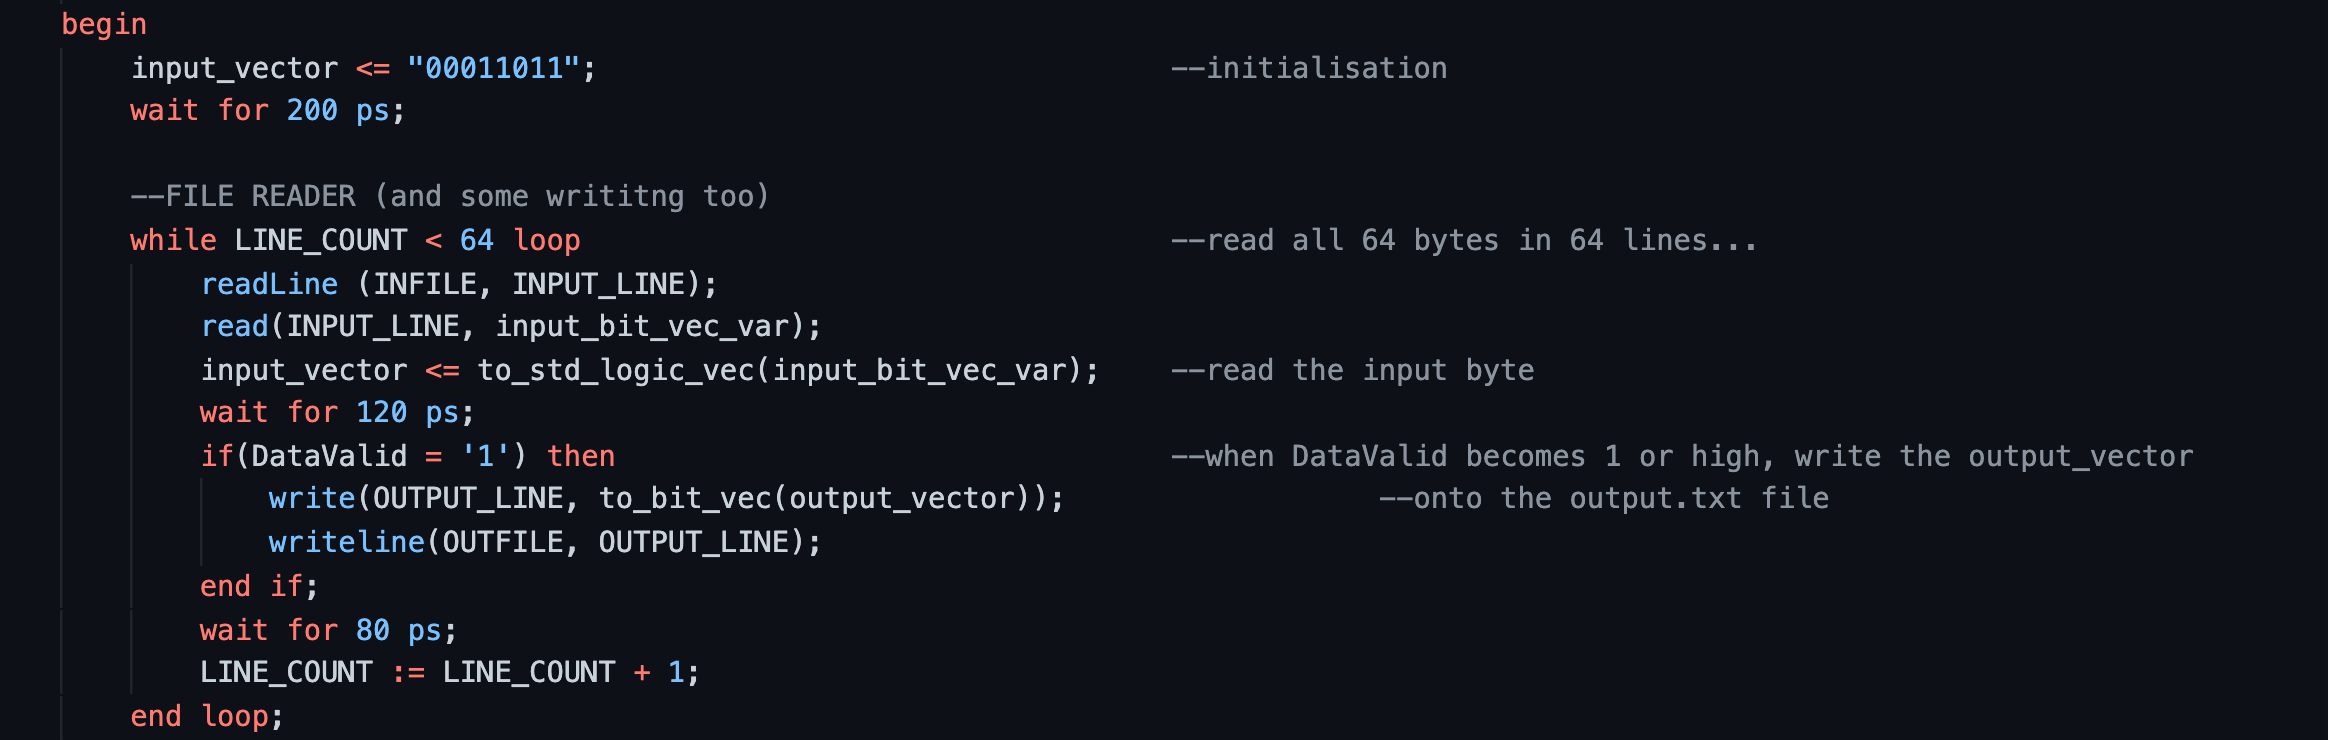 begin
input_vector <= "00011011"; --initialisation
wait for 200 ps;
--FILE READER (and some writitng too)
while LINE_COUNT < 64 loop --read all 64 bytes in 64 lines...
readLine (INFILE, INPUT_LINE);
read(INPUT_LINE, input_bit_vec_var);
input_vector <= to_std_logic_vec(input_bit_vec_var); --read the input byte
wait for 120 ps;
if(DataValid = '1') then --when DataValid becomes 1 or high, write the output_vector
write(OUTPUT_LINE, to_bit_vec(output_vector)); --onto the output.txt file
writeline(OUTFILE, OUTPUT_LINE);
end if;
wait for 80 ps;
LINE_COUNT := LINE_COUNT + 1;
end loop;